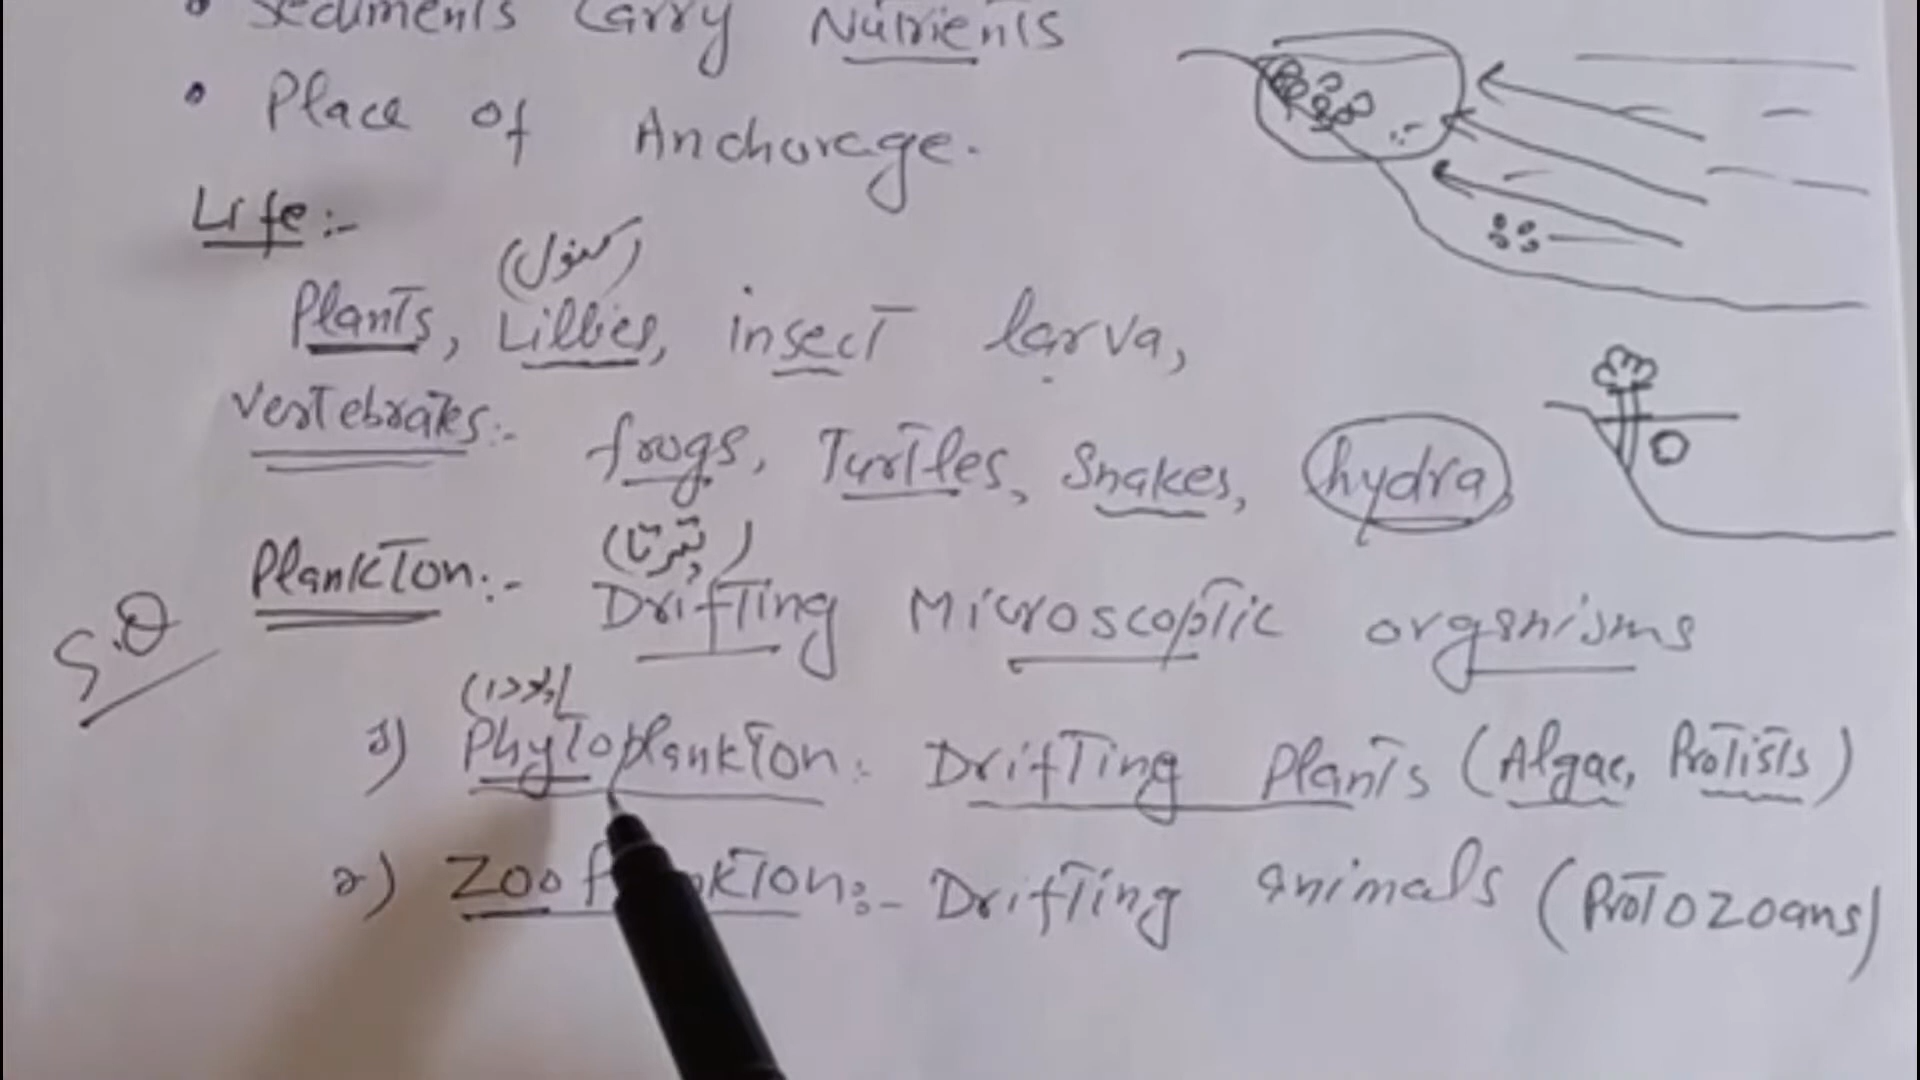 • Sediments Carry Nutrients
• Place of Anchorage.
Life:-
(کنول)
Plants, Lillies, insect larva,
Vertebrates:- frogs, Turtles, Snakes, hydra,
(تیرتا)
Plankton:- Drifting Microscopic organisms
S.Q
1) Phytoplankton:- Drifting Plants (Algae, Protists)
2) Zoo kton:- Drifting animals (Protozoans)